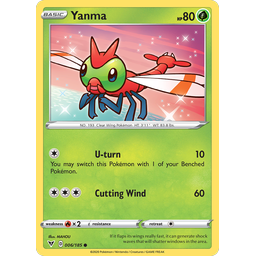 BASIC
Yanma
HP 80
NO. 193 Clear Wing Pokémon HT: 3'11" WT: 83.8 lbs.
U-turn 10
You may switch this Pokémon with 1 of your Benched
Pokémon.
Cutting Wind 60
weakness ×2 resistance retreat
Illus. MAHOU
006/185
If it flaps its wings really fast, it can generate shock
waves that will shatter windows in the area.